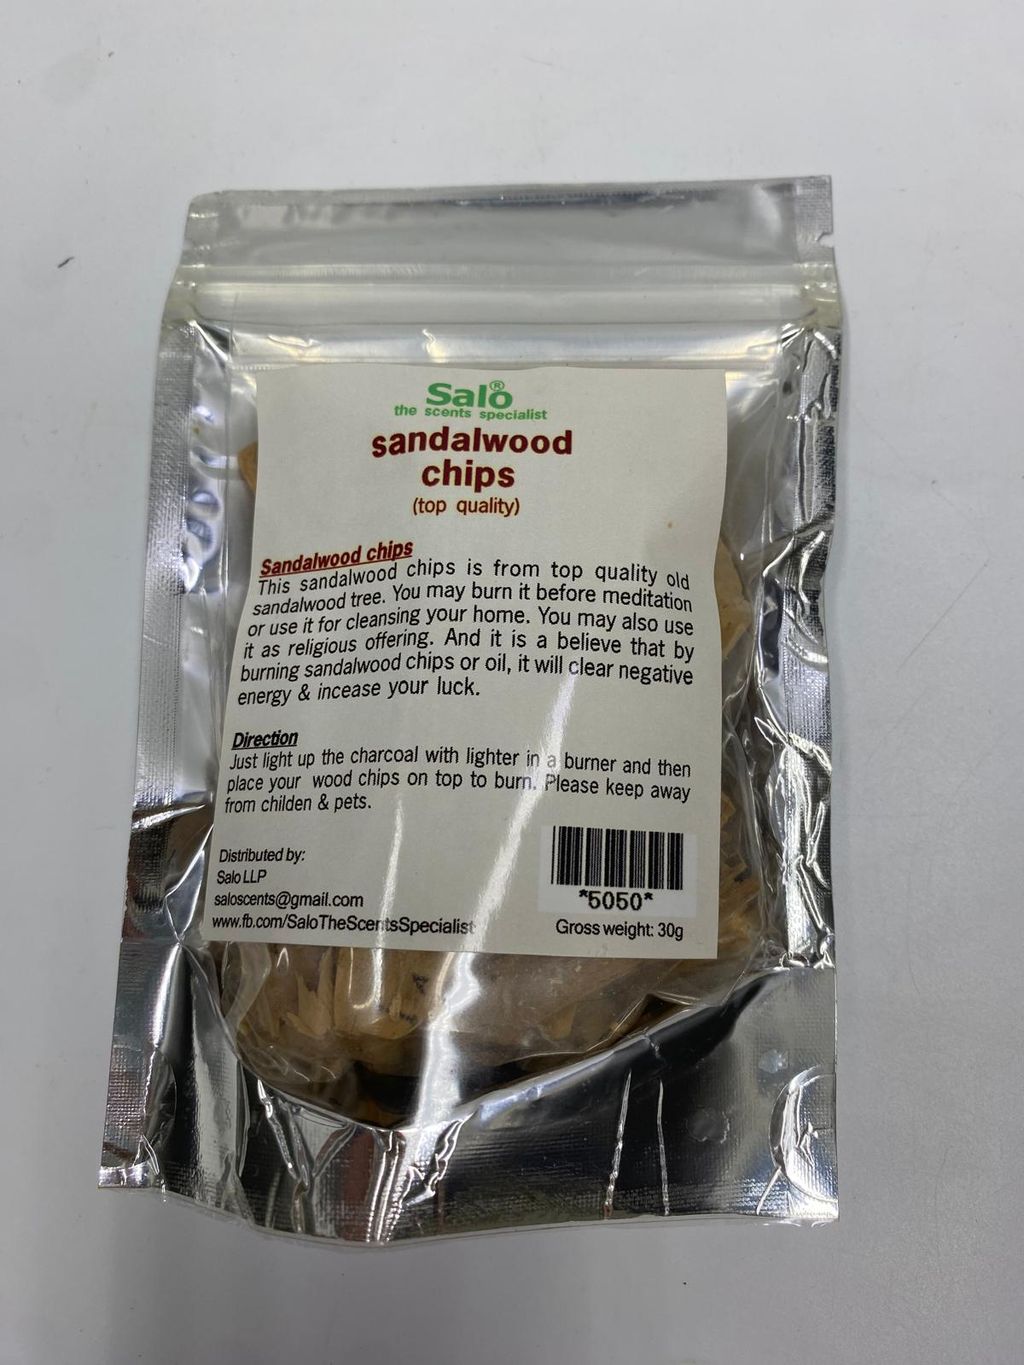 Salo®
the scents specialist
sandalwood
chips
(top quality)
Sandalwood chips
This sandalwood chips is from top quality old
sandalwood tree. You may burn it before meditation
or use it for cleansing your home. You may also use
it as religious offering. And it is a believe that by
burning sandalwood chips or oil, it will clear negative
energy & incease your luck.
Direction
Just light up the charcoal with lighter in a burner and then
place your wood chips on top to burn. Please keep away
from childen & pets.
Distributed by:
Salo LLP
saloscents@gmail.com
www.fb.com/SaloTheScentsSpecialist
*5050*
Gross weight: 30g